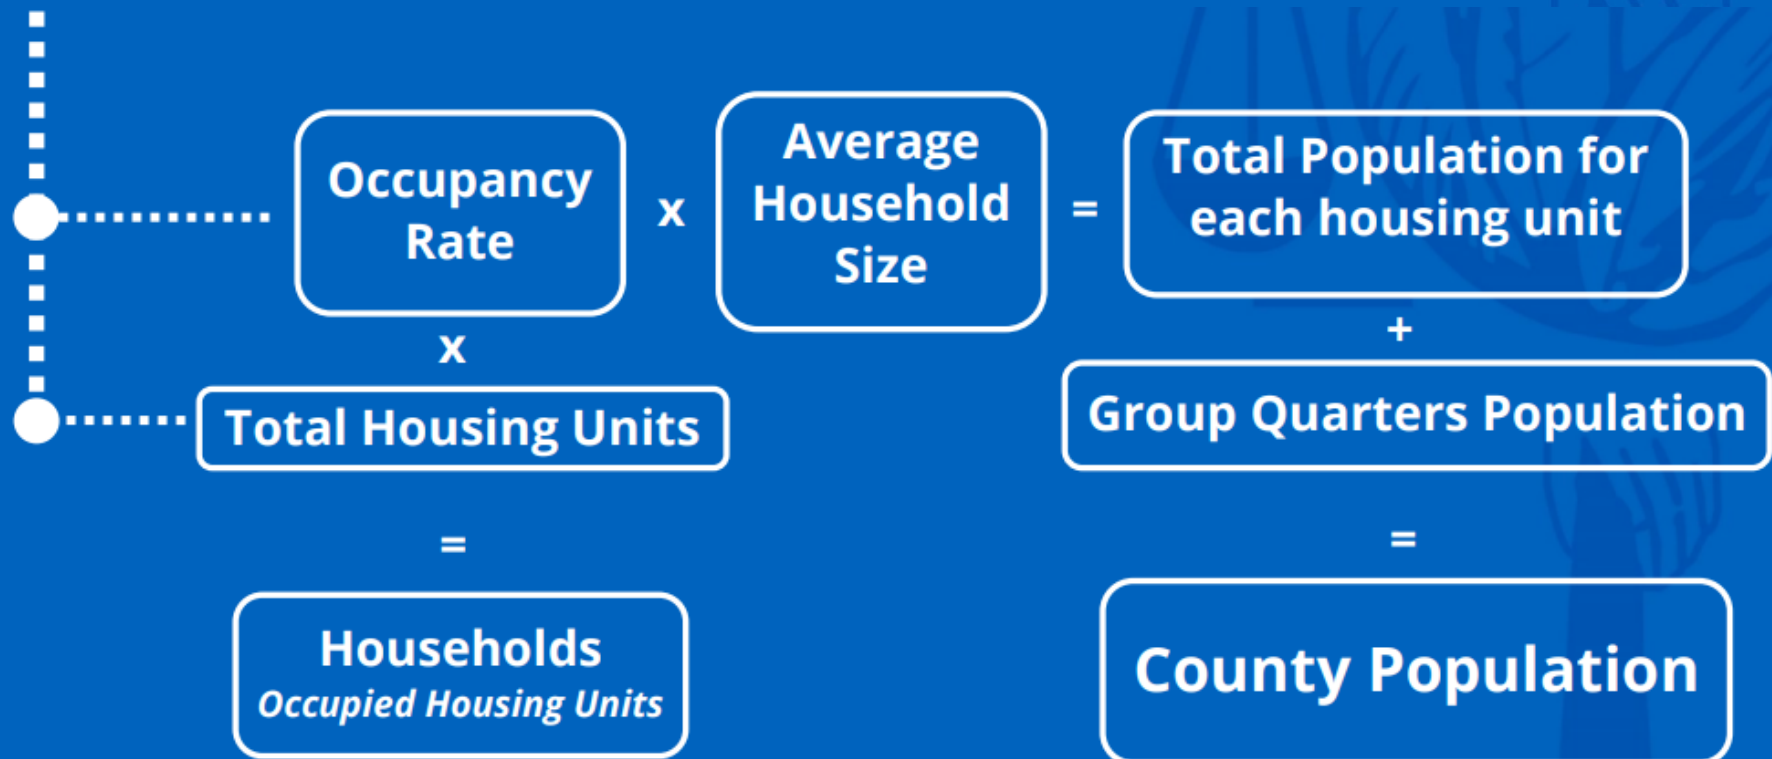 Occupancy
Rate
x
Average
Household
Size
=
Total Population for
each housing unit
x
Total Housing Units
+
Group Quarters Population
=
Households
Occupied Housing Units
=
County Population